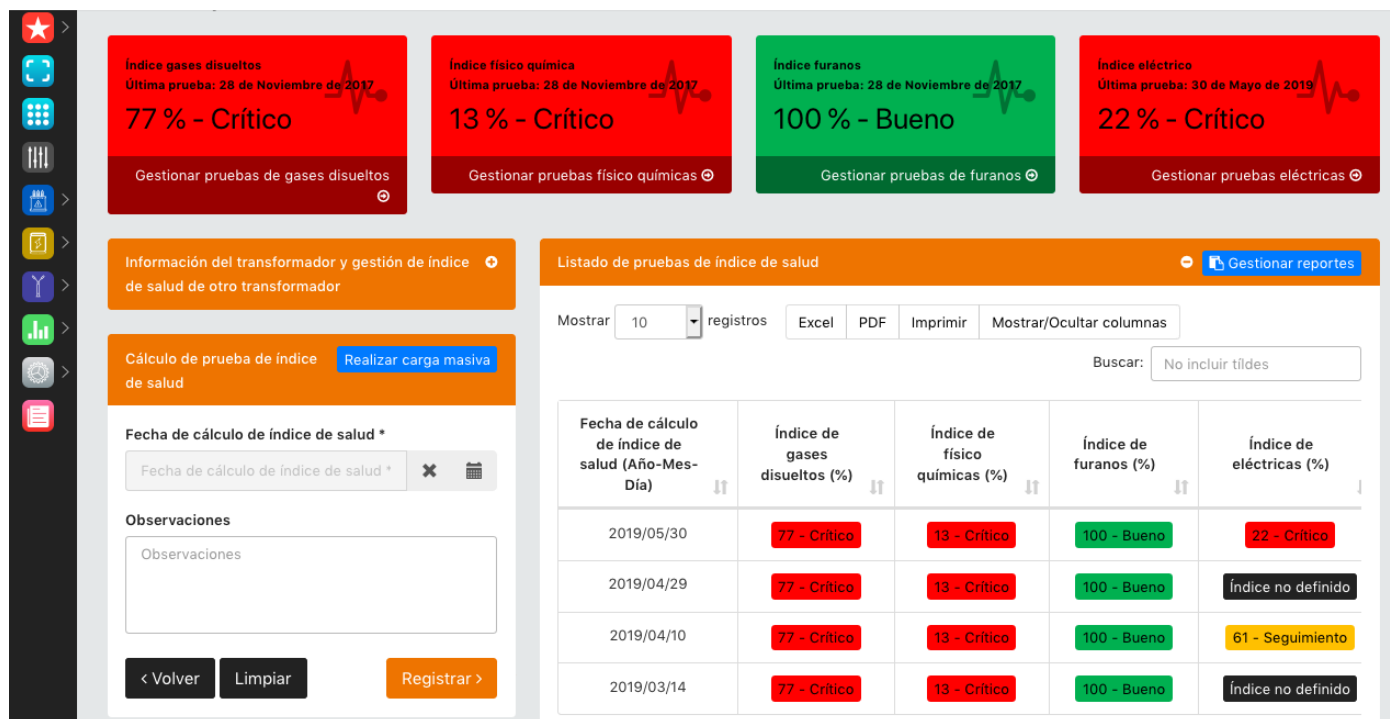 Índice gases disueltos
Última prueba: 28 de Noviembre de 2017
77 % - Crítico
Gestionar pruebas de gases disueltos
Índice físico química
Última prueba: 28 de Noviembre de 2017
13 % - Crítico
Gestionar pruebas físico químicas
Índice furanos
Última prueba: 28 de Noviembre de 2017
100 % - Bueno
Gestionar pruebas de furanos
Índice eléctrico
Última prueba: 30 de Mayo de 2019
22 % - Crítico
Gestionar pruebas eléctricas
Información del transformador y gestión de índice
de salud de otro transformador
Cálculo de prueba de índice
de salud
Realizar carga masiva
Fecha de cálculo de índice de salud *
Fecha de cálculo de índice de salud *
Observaciones
Observaciones
< Volver
Limpiar
Registrar >
Listado de pruebas de índice de salud
Gestionar reportes
Mostrar 10 registros
Excel PDF Imprimir Mostrar/Ocultar columnas
Buscar: No incluir tíldes
Fecha de cálculo
de índice de
salud (Año-Mes-
Día)
Índice de
gases
disueltos (%)
Índice de
físico
químicas (%)
Índice de
furanos (%)
Índice de
eléctricas (%)
2019/05/30 77 - Crítico 13 - Crítico 100 - Bueno 22 - Crítico
2019/04/29 77 - Crítico 13 - Crítico 100 - Bueno Índice no definido
2019/04/10 77 - Crítico 13 - Crítico 100 - Bueno 61 - Seguimiento
2019/03/14 77 - Crítico 13 - Crítico 100 - Bueno Índice no definido